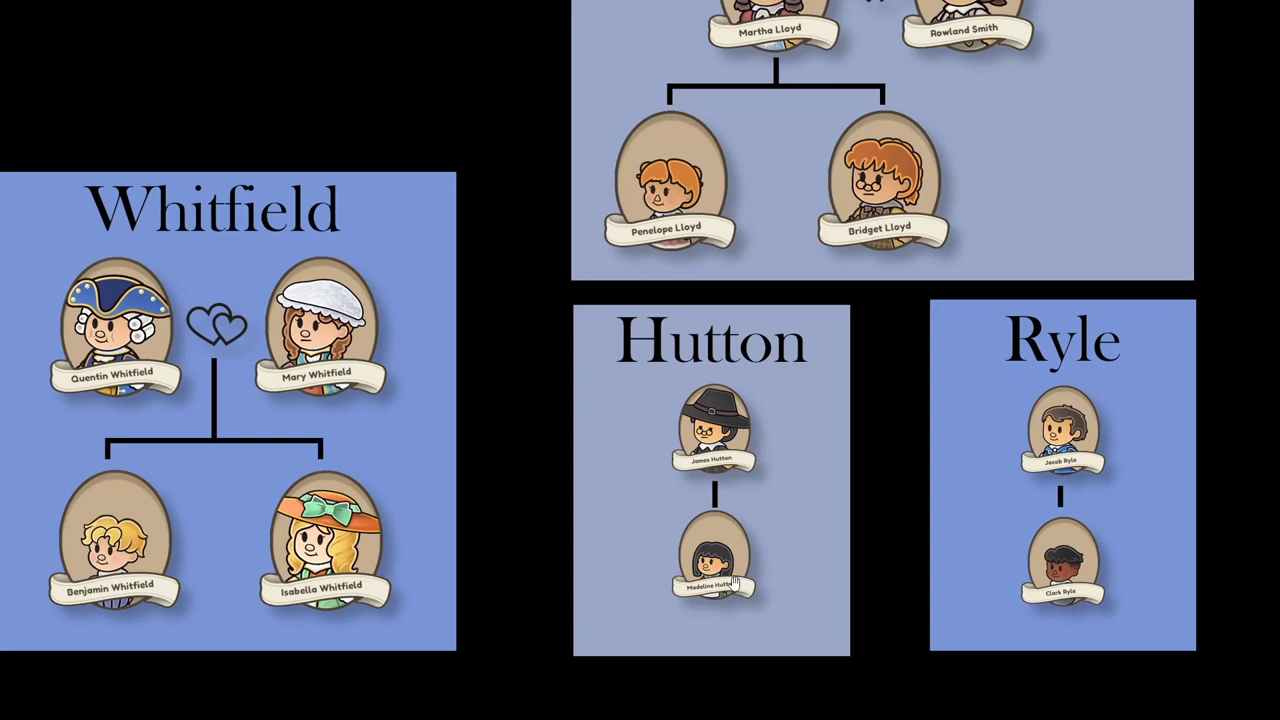 Martha Lloyd
Rowland Smith
Penelope Lloyd
Bridget Lloyd
Whitfield
Quentin Whitfield
Mary Whitfield
Benjamin Whitfield
Isabella Whitfield
Hutton
James Hutton
Madeline
Ryle
Jacob Ryle
Clark Ryle